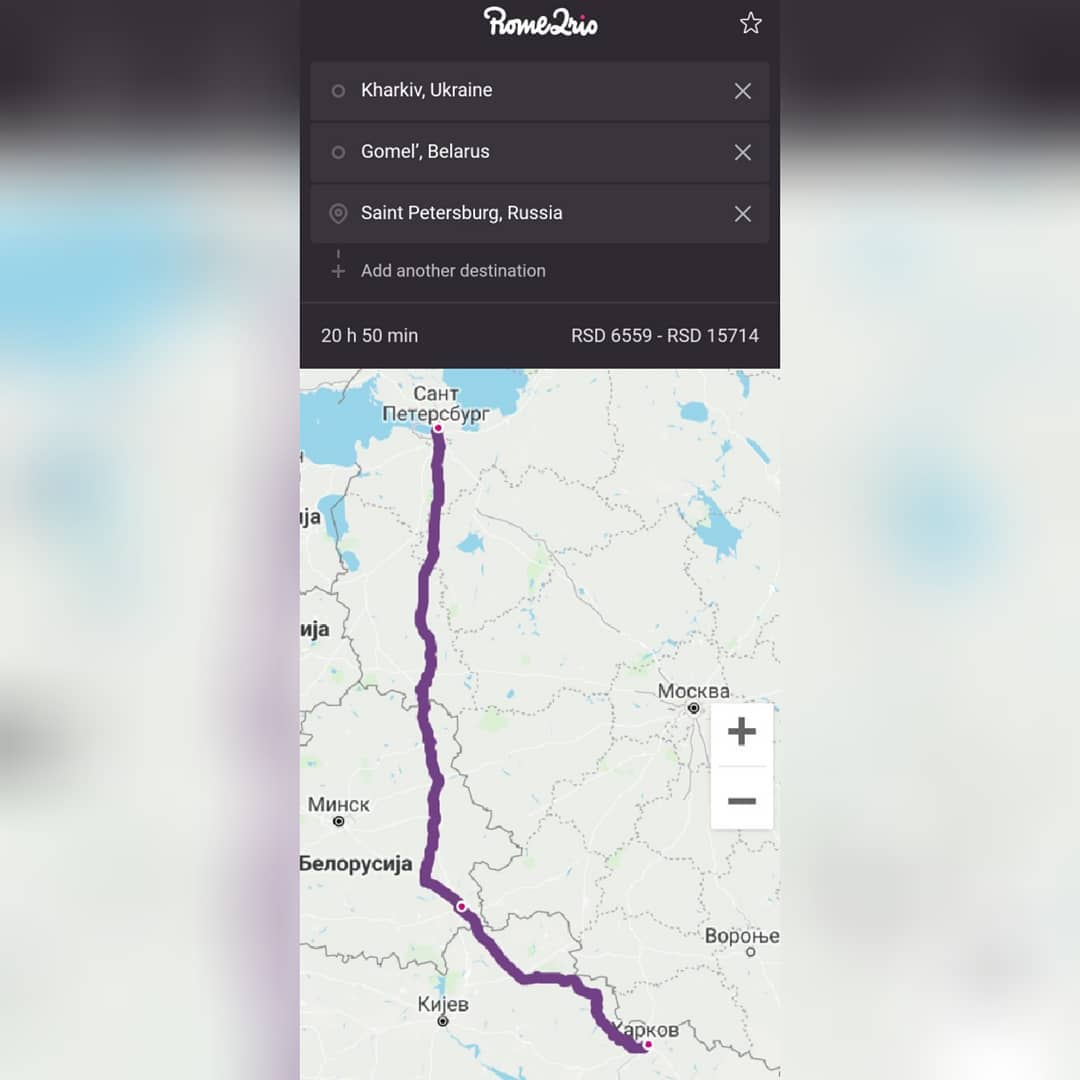 Rome2rio
Kharkiv, Ukraine
Gomel’, Belarus
Saint Petersburg, Russia
Add another destination
20 h 50 min
RSD 6559 - RSD 15714
Сант
Петерсбург
ија
ија
Москва
Минск
Белорусија
Вороње
Кијев
Харков